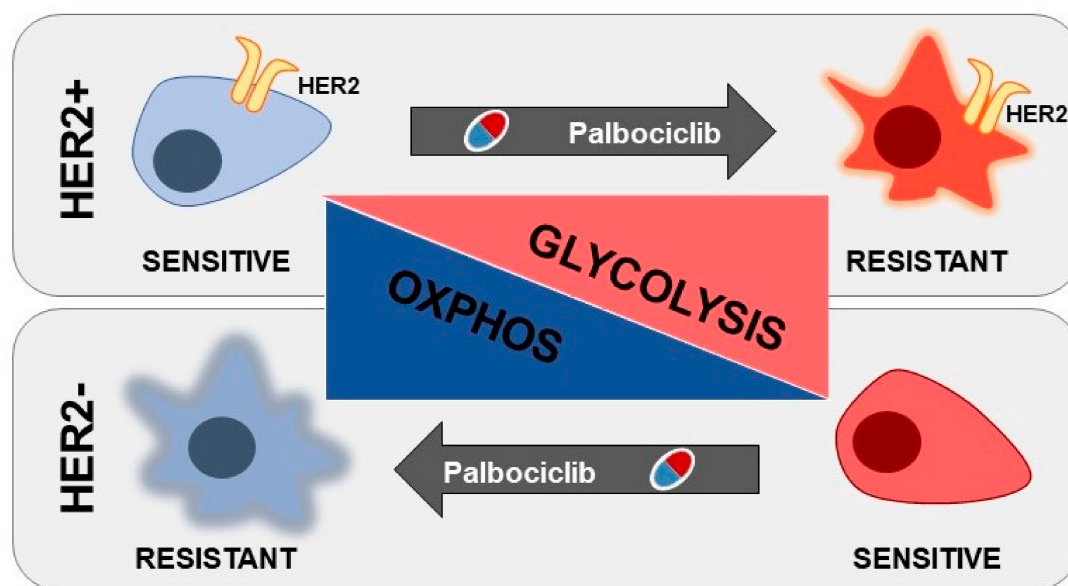 HER2+
HER2
Palbociclib
HER2
SENSITIVE
RESISTANT
GLYCOLYSIS
OXPHOS
HER2-
Palbociclib
RESISTANT
SENSITIVE